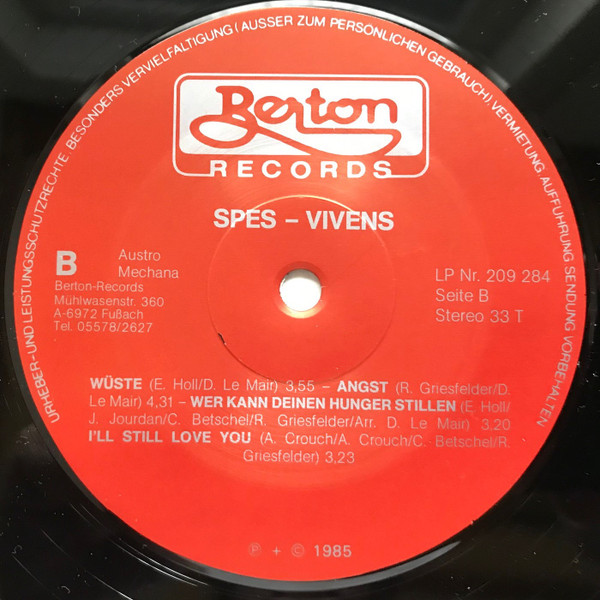 URHEBER-UND LEISTUNGSSCHUTZRECHTE. BESONDERS VERVIELFÄLTIGUNG (AUSSER ZUM PERSÖNLICHEN GEBRAUCH), VERMIETUNG, AUFFÜHRUNG SENDUNG VORBEHALTEN
Berton
RECORDS
SPES – VIVENS
B
Austro
Mechana
Berton-Records
Mühlwasenstr. 360
A-6972 Fußach
Tel. 05578/2627
LP Nr. 209 284
Seite B
Stereo 33 T
WÜSTE (E. Holl/D. Le Mair) 3,55 – ANGST (R. Griesfelder/D.
Le Mair) 4,31 – WER KANN DEINEN HUNGER STILLEN (E. Holl/
J. Jourdan/C. Betschel/R. Griesfelder/Arr. D. Le Mair) 3,20
I'LL STILL LOVE YOU (A. Crouch/A. Crouch/C. Betschel/R.
Griesfelder) 3,23
Ⓟ + © 1985